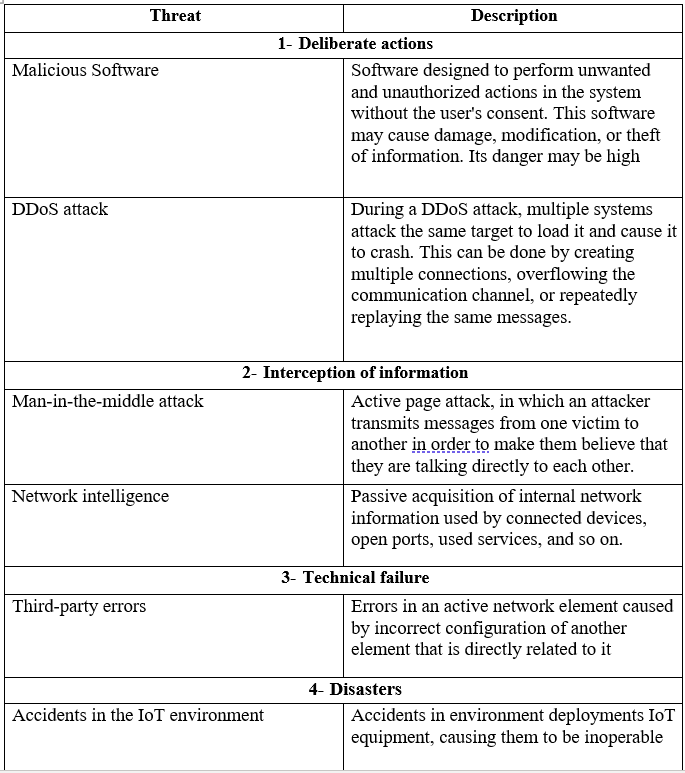 Threat
Description
1- Deliberate actions
Malicious Software
Software designed to perform unwanted
and unauthorized actions in the system
without the user's consent. This software
may cause damage, modification, or theft
of information. Its danger may be high
DDoS attack
During a DDoS attack, multiple systems
attack the same target to load it and cause it
to crash. This can be done by creating
multiple connections, overflowing the
communication channel, or repeatedly
replaying the same messages.
2- Interception of information
Man-in-the-middle attack
Active page attack, in which an attacker
transmits messages from one victim to
another in order to make them believe that
they are talking directly to each other.
Network intelligence
Passive acquisition of internal network
information used by connected devices,
open ports, used services, and so on.
3- Technical failure
Third-party errors
Errors in an active network element caused
by incorrect configuration of another
element that is directly related to it
4- Disasters
Accidents in the IoT environment
Accidents in environment deployments IoT
equipment, causing them to be inoperable